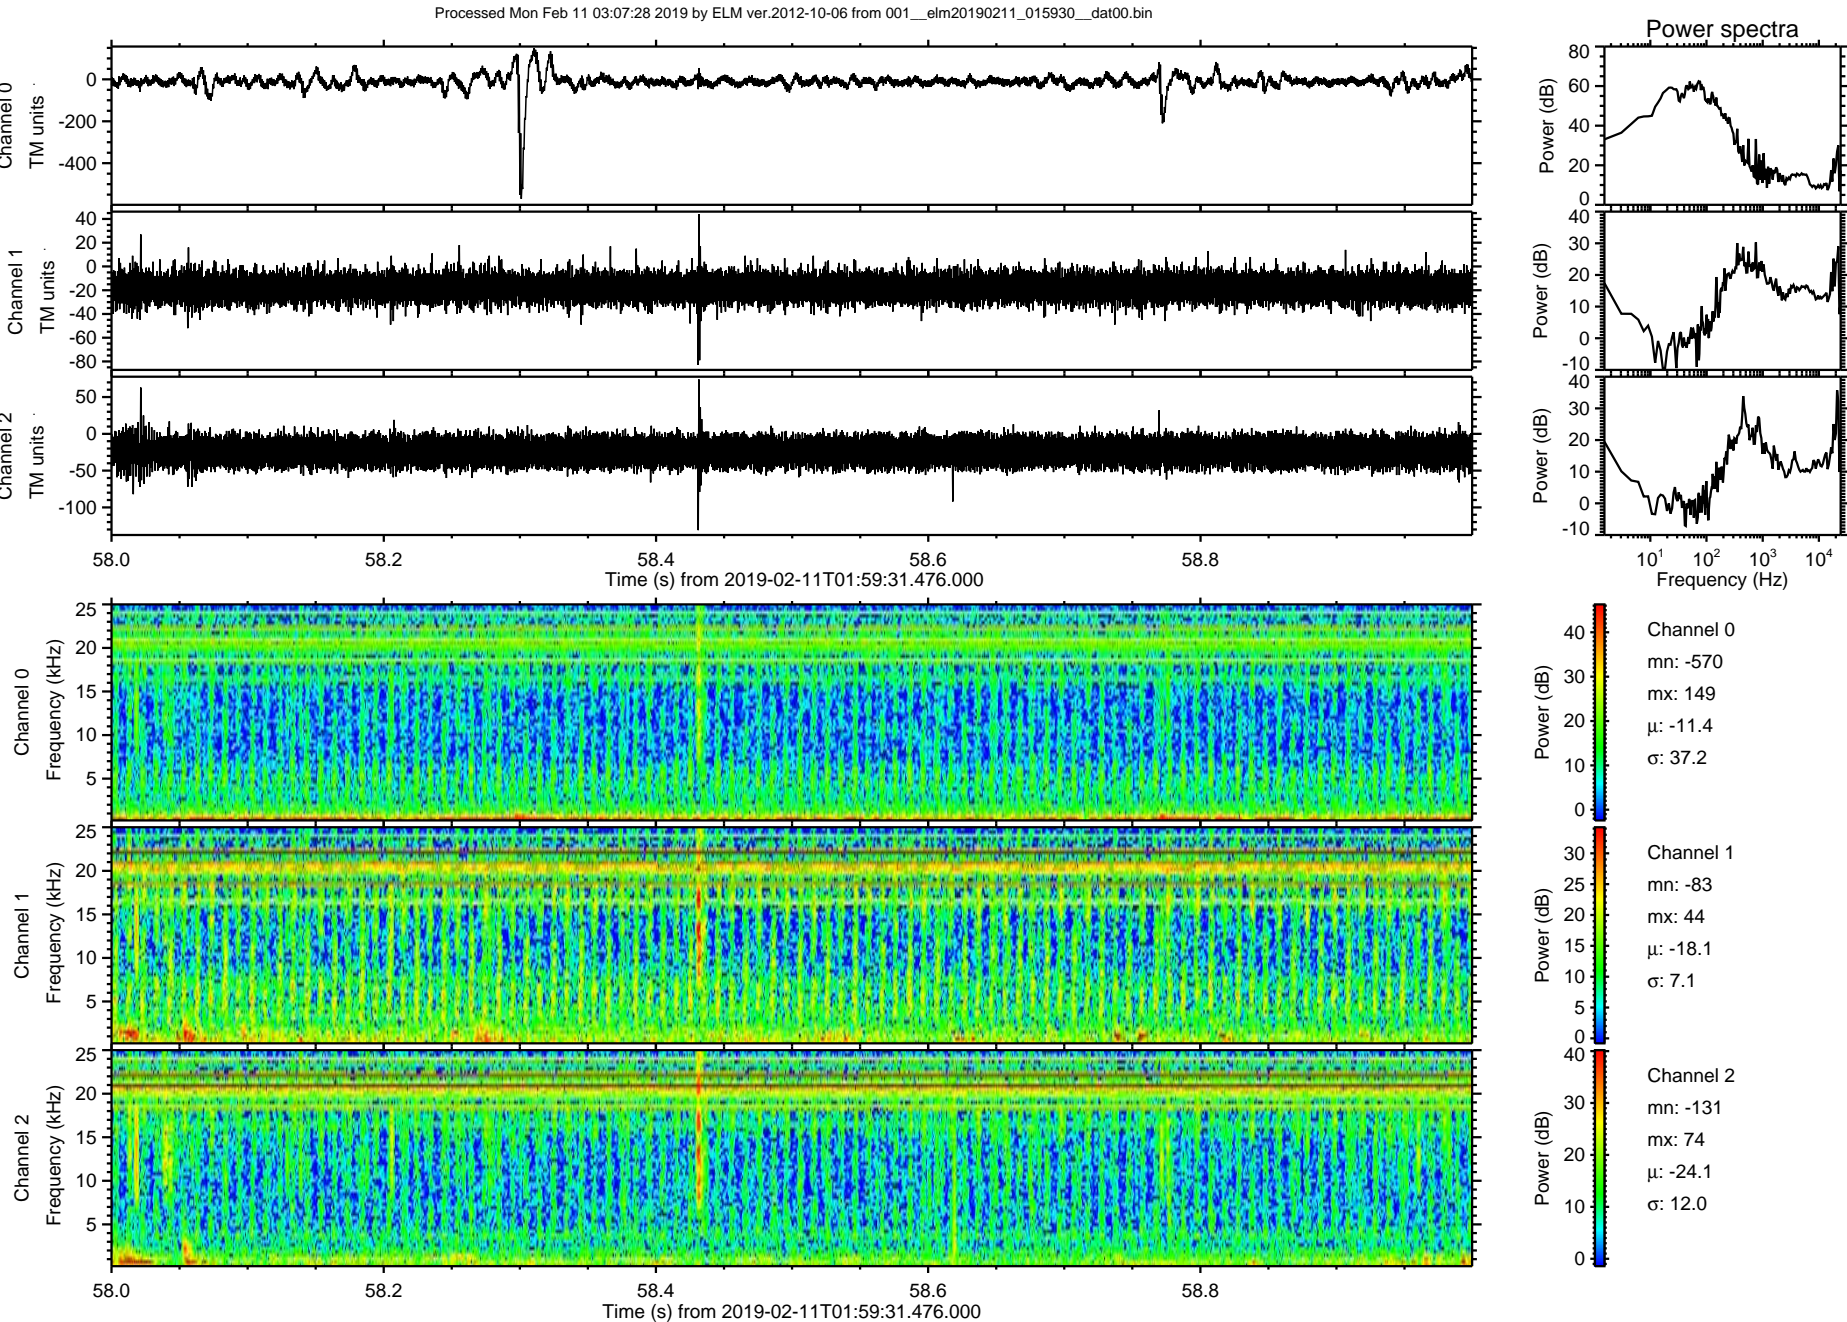 Processed Mon Feb 11 03:07:28 2019 by ELM ver.2012-10-06 from 001__elm20190211_015930__dat00.bin
Power spectra
Channel 0
TM units
0
-200
-400
Power (dB)
80
60
40
20
0
Channel 1
TM units
40
20
0
-20
-40
-60
-80
Power (dB)
40
30
20
10
0
-10
Channel 2
TM units
50
0
-50
-100
Power (dB)
40
30
20
10
0
-10
58.0 58.2 58.4 58.6 58.8
Time (s) from 2019-02-11T01:59:31.476.000
10¹ 10² 10³ 10⁴
Frequency (Hz)
Channel 0
Frequency (kHz)
25
20
15
10
5
Power (dB)
40
30
20
10
0
Channel 0
mn: -570
mx: 149
μ: -11.4
σ: 37.2
Channel 1
Frequency (kHz)
25
20
15
10
5
Power (dB)
30
25
20
15
10
5
0
Channel 1
mn: -83
mx: 44
μ: -18.1
σ: 7.1
Channel 2
Frequency (kHz)
25
20
15
10
5
Power (dB)
40
30
20
10
0
Channel 2
mn: -131
mx: 74
μ: -24.1
σ: 12.0
58.0 58.2 58.4 58.6 58.8
Time (s) from 2019-02-11T01:59:31.476.000